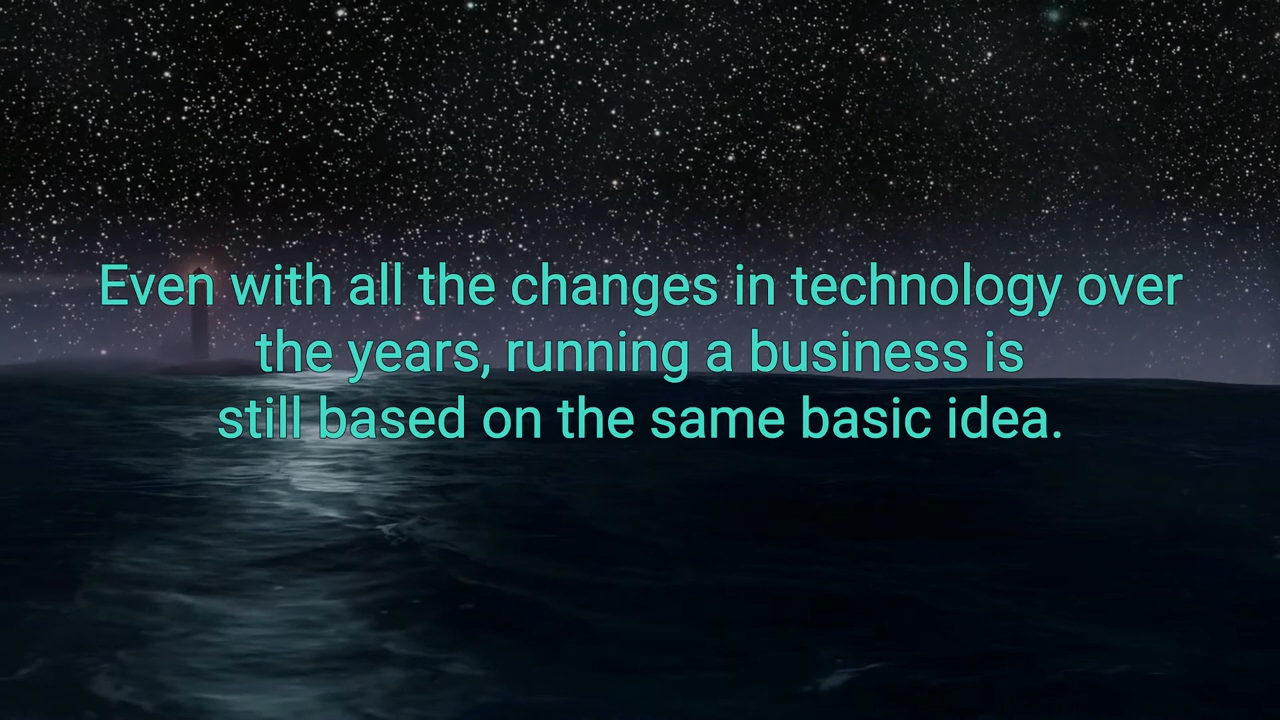 Even with all the changes in technology over
the years, running a business is
still based on the same basic idea.